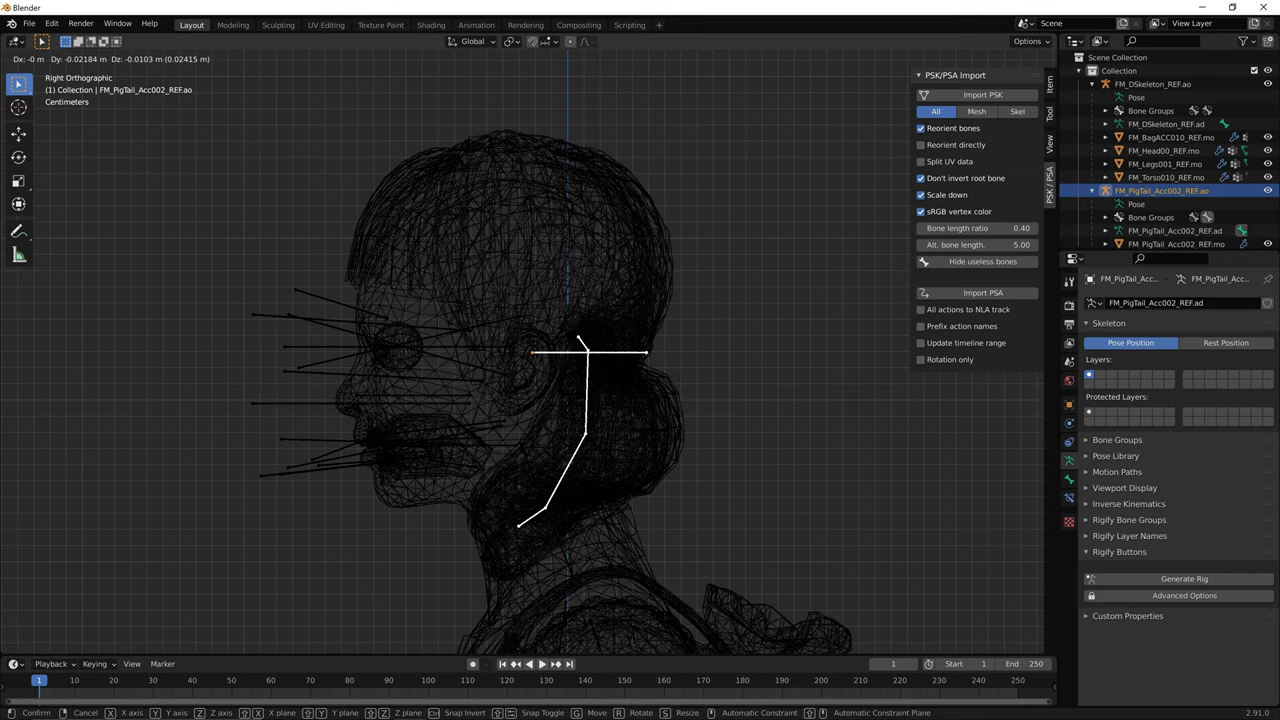 Blender
File Edit Render Window Help Layout Modeling Sculpting UV Editing Texture Paint Shading Animation Rendering Compositing Scripting + Scene View Layer
Global Options
Dx: -0 m Dy: -0.02184 m Dz: -0.0103 m (0.02415 m)
Right Orthographic
(1) Collection | FM_PigTail_Acc002_REF.ao
Centimeters
PSK/PSA Import
Import PSK
All Mesh Skel
Reorient bones
Reorient directly
Split UV data
Don't invert root bone
Scale down
sRGB vertex color
Bone length ratio 0.40
Alt. bone length. 5.00
Hide useless bones
Import PSA
All actions to NLA track
Prefix action names
Update timeline range
Rotation only
Item
Tool
View
PSK / PSA
Scene Collection
Collection
FM_DSkeleton_REF.ao
Pose
Bone Groups
FM_DSkeleton_REF.ad
FM_BagACC010_REF.mo
FM_Head00_REF.mo
FM_Legs001_REF.mo
FM_Torso010_REF.mo
FM_PigTail_Acc002_REF.ao
Pose
Bone Groups
FM_PigTail_Acc002_REF.ad
FM_PigTail_Acc002_REF.mo
FM_PigTail_Acc... FM_PigTail_Acc...
FM_PigTail_Acc002_REF.ad
Skeleton
Pose Position Rest Position
Layers:
Protected Layers:
Bone Groups
Pose Library
Motion Paths
Viewport Display
Inverse Kinematics
Rigify Bone Groups
Rigify Layer Names
Rigify Buttons
Generate Rig
Advanced Options
Custom Properties
Playback Keying View Marker 1 Start 1 End 250
1 10 20 30 40 50 60 70 80 90 100 110 120 130 140 150 160 170 180 190 200 210 220 230 240 250
Confirm Cancel X X axis Y Y axis Z Z axis X X plane Y Y plane Z Z plane Snap Invert Snap Toggle G Move R Rotate S Resize Automatic Constraint Automatic Constraint Plane 2.91.0